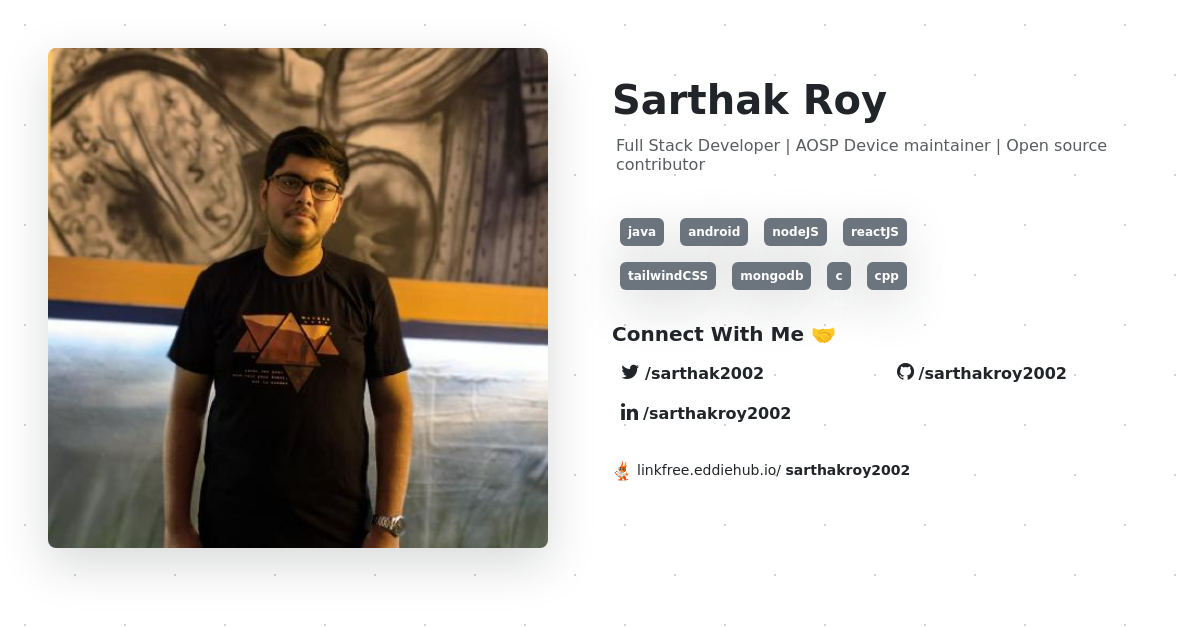 Sarthak Roy
Full Stack Developer | AOSP Device maintainer | Open source
contributor
java android nodeJS reactJS
tailwindCSS mongodb c cpp
Connect With Me 🤝
/sarthak2002 /sarthakroy2002
/sarthakroy2002
linkfree.eddiehub.io/ sarthakroy2002